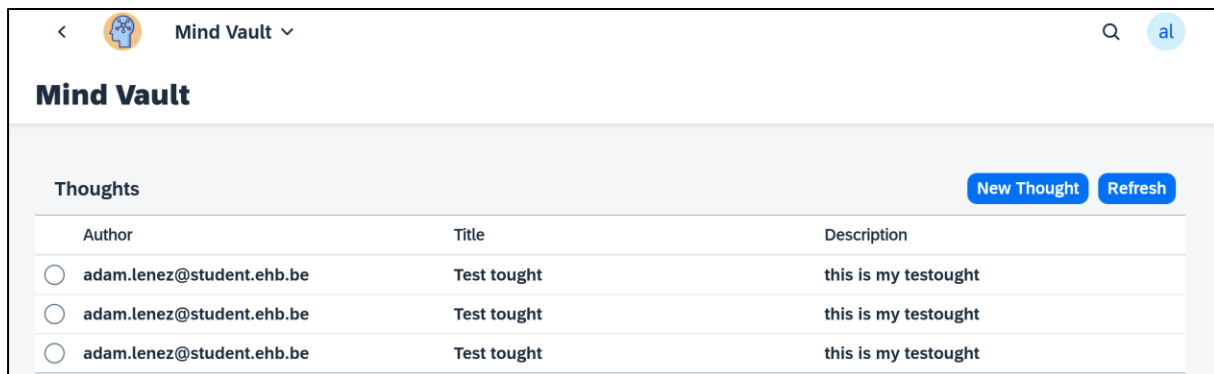 Mind Vault al
Mind Vault
Thoughts New Thought Refresh
Author Title Description
adam.lenez@student.ehb.be Test tought this is my testought
adam.lenez@student.ehb.be Test tought this is my testought
adam.lenez@student.ehb.be Test tought this is my testought